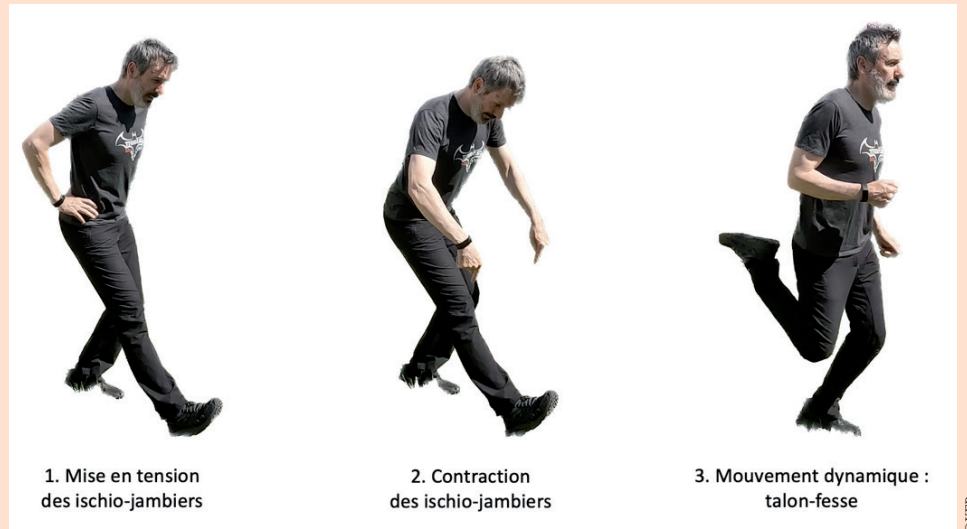 1. Mise en tension
des ischio-jambiers
2. Contraction
des ischio-jambiers
3. Mouvement dynamique :
talon-fesse